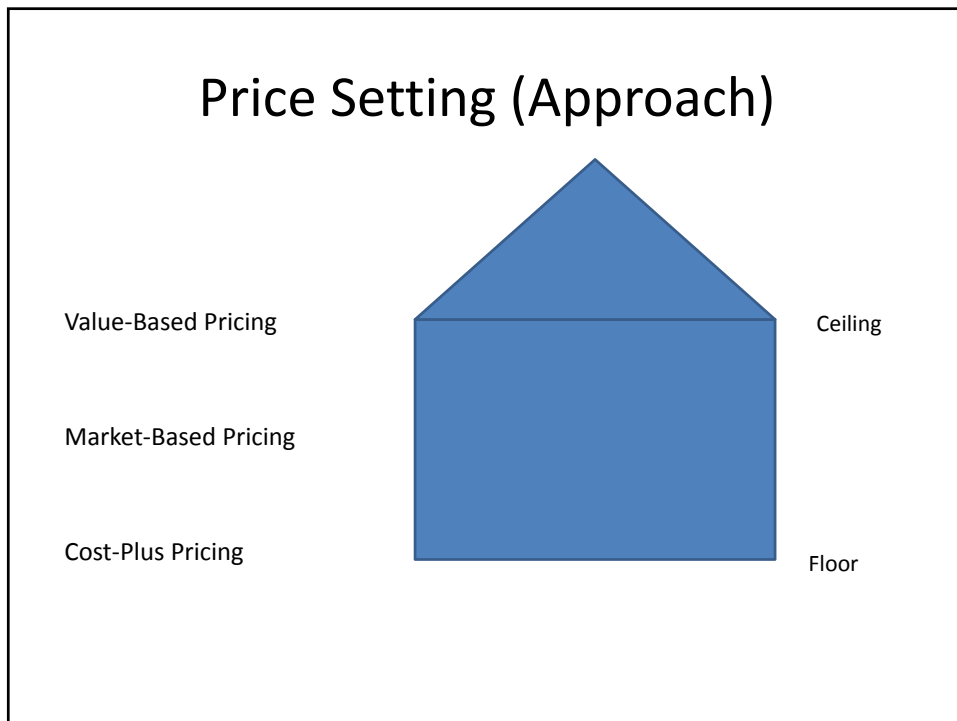 Price Setting (Approach)
Value-Based Pricing
Ceiling
Market-Based Pricing
Cost-Plus Pricing
Floor